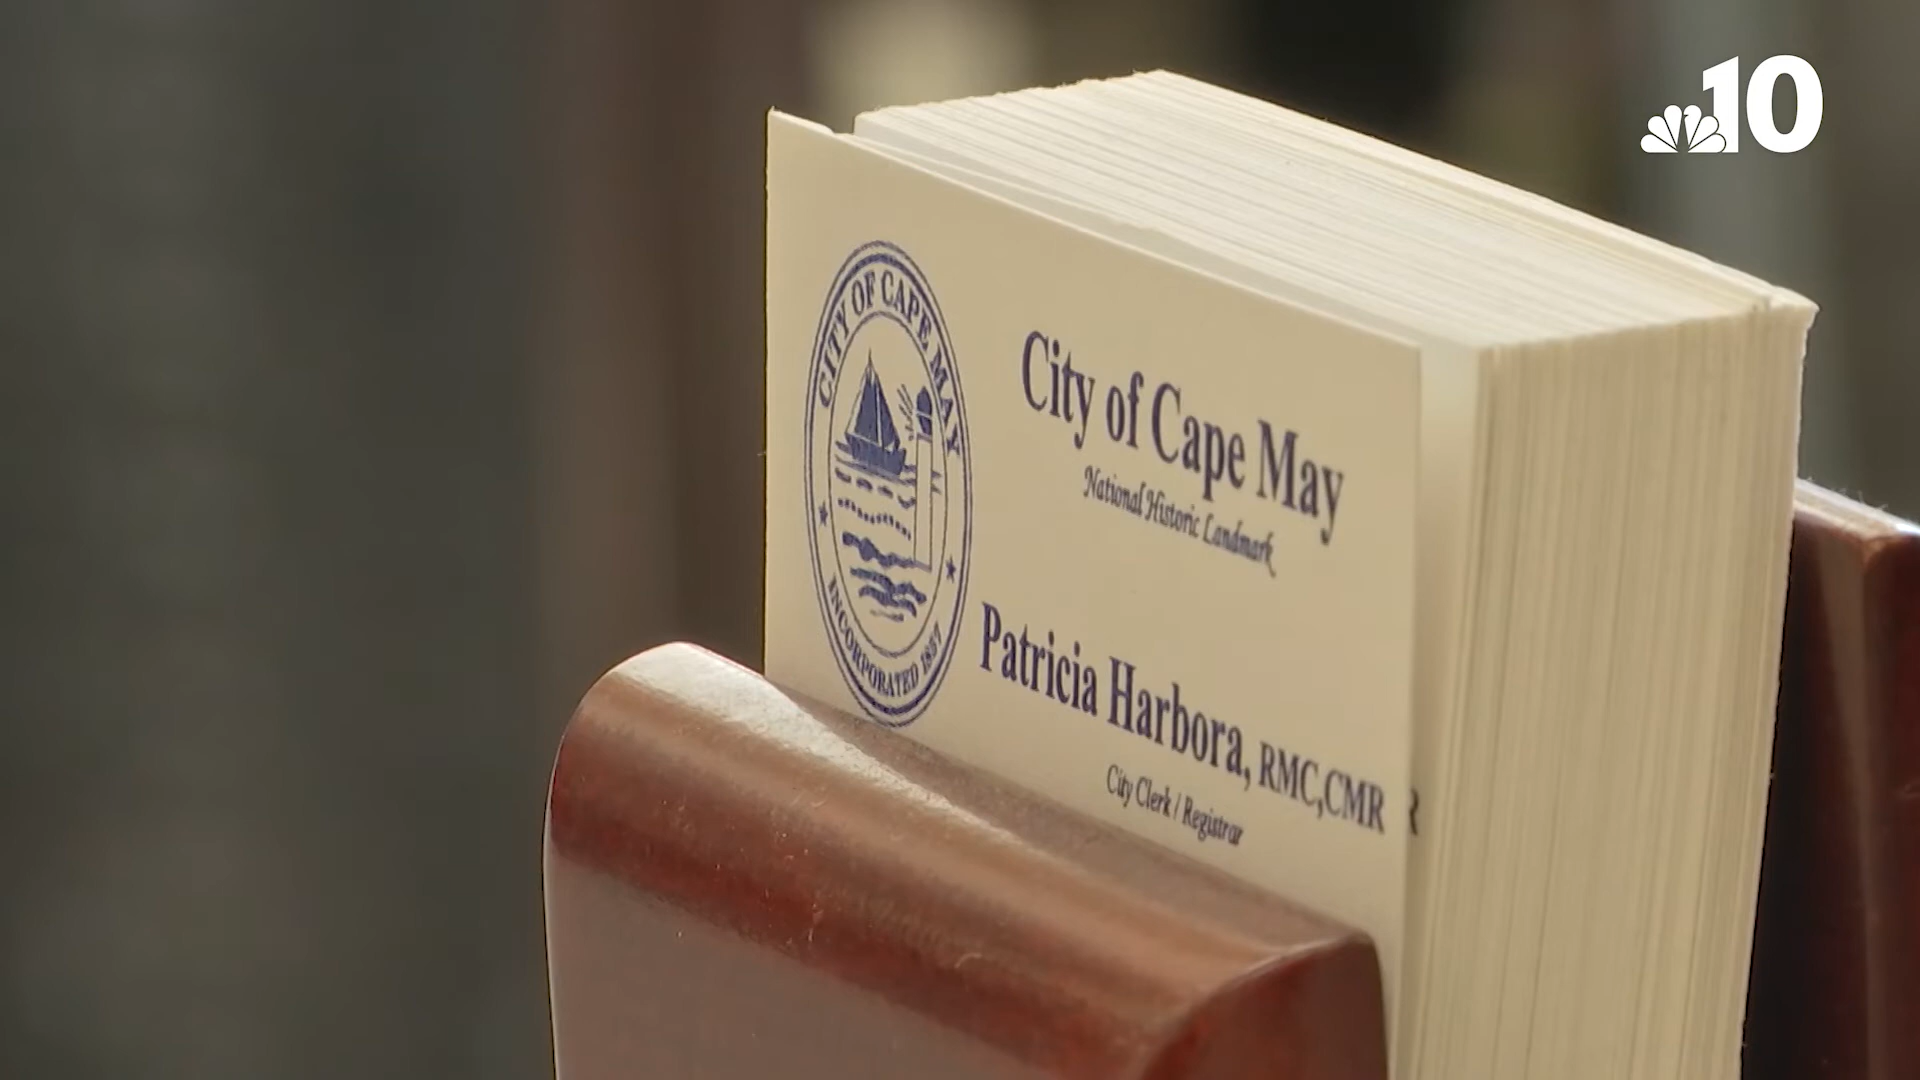 10
CITY OF CAPE MAY
INCORPORATED 1857
City of Cape May
National Historic Landmark
Patricia Harbora, RMC,CMR
City Clerk / Registrar
R